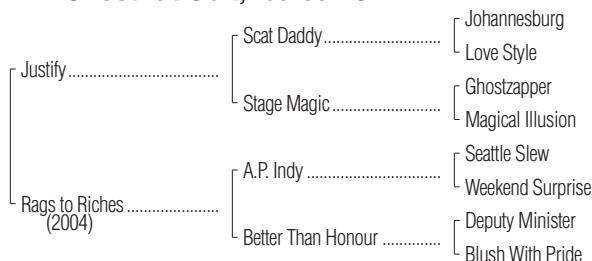 Johannesburg
Scat Daddy
Love Style
Justify
Ghostzapper
Stage Magic
Magical Illusion
Seattle Slew
A.P. Indy
Weekend Surprise
Rags to Riches
(2004)
Deputy Minister
Better Than Honour
Blush With Pride